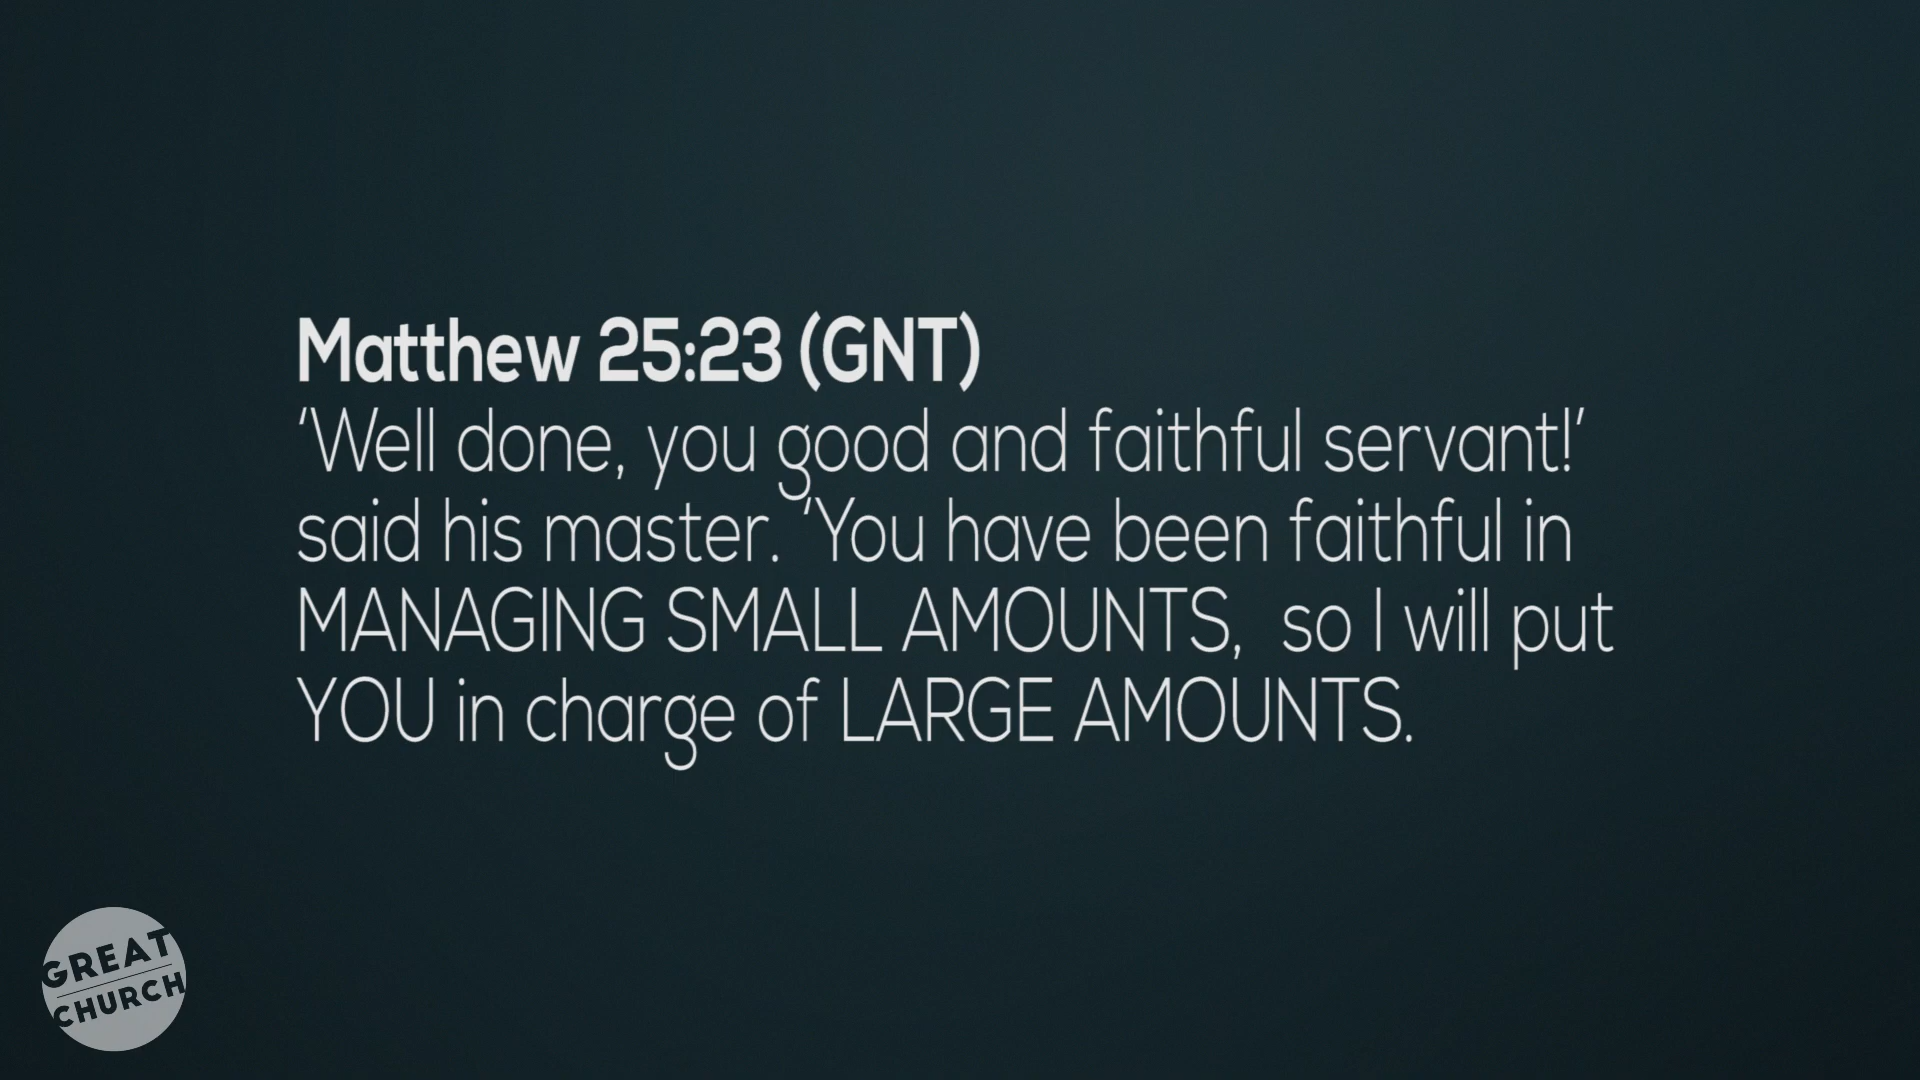 Matthew 25:23 (GNT)
‘Well done, you good and faithful servant!’
said his master. ‘You have been faithful in
MANAGING SMALL AMOUNTS,  so I will put
YOU in charge of LARGE AMOUNTS.
GREAT
CHURCH